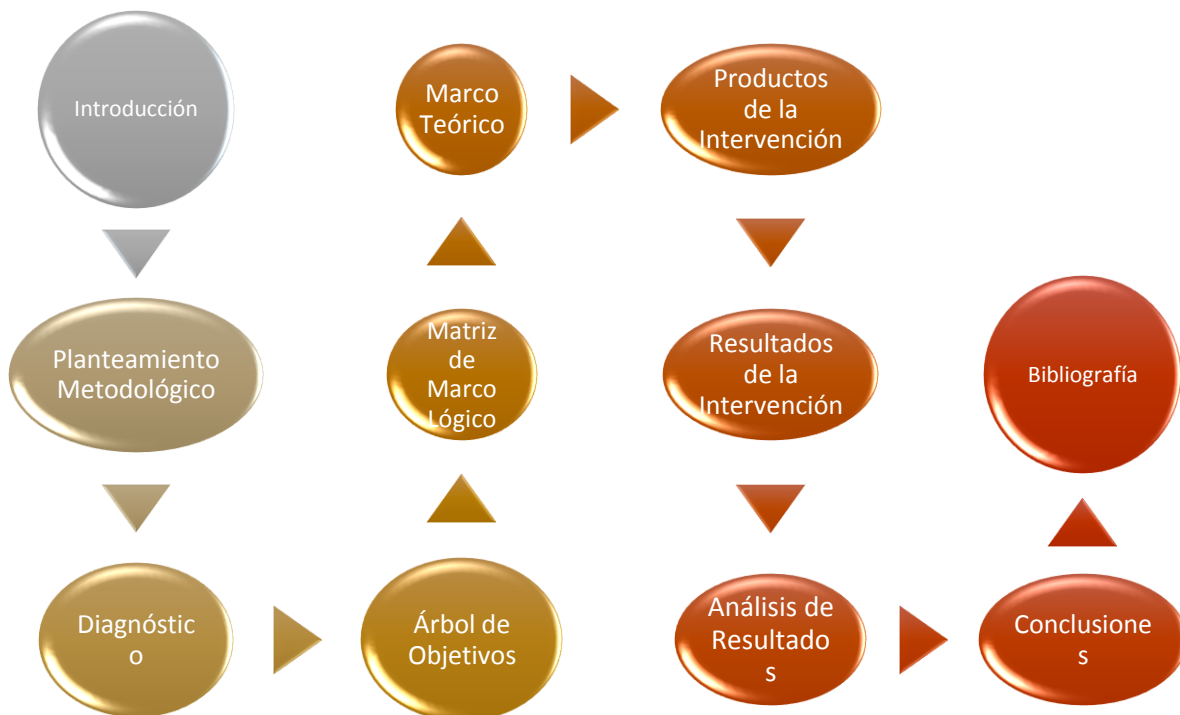 Introducción
Planteamiento
Metodológico
Diagnóstic
o
Árbol de
Objetivos
Matriz
de
Marco
Lógico
Marco
Teórico
Productos
de la
Intervención
Resultados
de la
Intervención
Análisis de
Resultado
s
Conclusione
s
Bibliografía